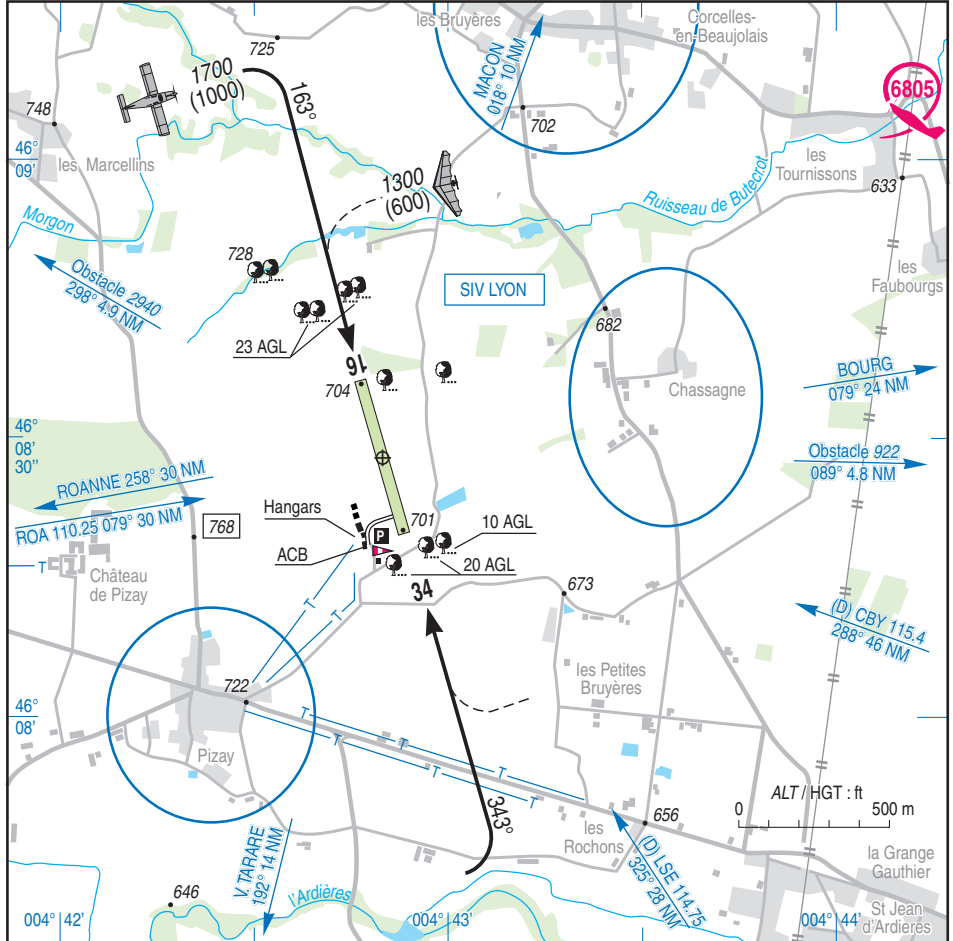 les Bruyères
Corcelles-
en-Beaujolais
725
1700
(1000)
163°
MACON
018° 10 NM
6805
748
702
46°
09'
les Marcellins
les
Tournissons
1300
(600)
633
Ruisseau de Butecrot
Morgon
728
Obstacle 2940
298° 4.9 NM
SIV LYON
les
Faubourgs
682
23 AGL
16
704
Chassagne
BOURG
079° 24 NM
46°
08'
30"
Obstacle 922
089° 4.8 NM
ROANNE 258° 30 NM
ROA 110.25 079° 30 NM
768
Hangars
701
10 AGL
P
ACB
20 AGL
T
Château
de Pizay
34
673
T
T
T
T
(D) CBY 115.4
288° 46 NM
les Petites
Bruyères
722
46°
08'
T
T
T
T
T
T
Pizay
343°
ALT / HGT : ft
0
500 m
656
les
Rochons
(D) LSE 114.75
325° 28 NM
V. TARARE
192° 14 NM
la Grange
Gauthier
646
l'Ardières
St Jean
d'Ardieres
004° 42'
004° 43'
004° 44'